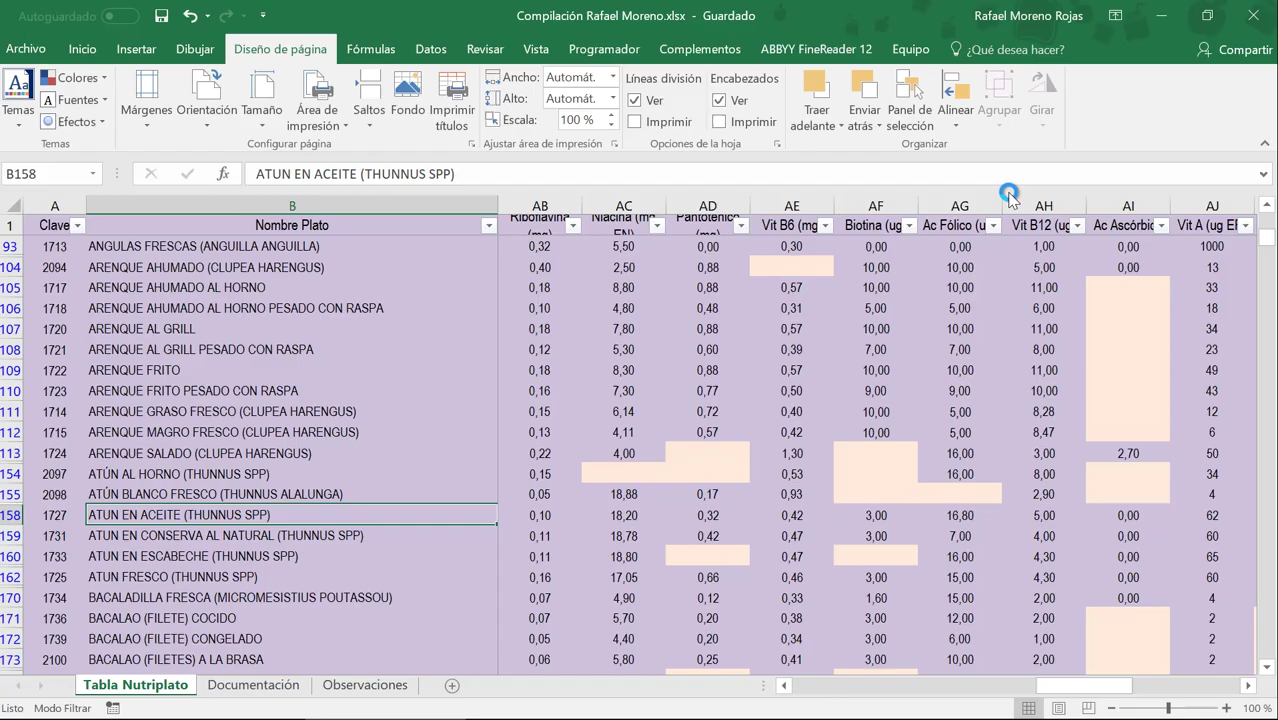 Autoguardado
Compilación Rafael Moreno.xlsx - Guardado
Rafael Moreno Rojas
Archivo Inicio Insertar Dibujar Diseño de página Fórmulas Datos Revisar Vista Programador Complementos ABBYY FineReader 12 Equipo ¿Qué desea hacer? Compartir
Aa Temas
Colores
A Fuentes
Efectos
Temas
Márgenes Orientación Tamaño Área de impresión Saltos Fondo Imprimir títulos
Configurar página
Ancho: Automát.
Alto: Automát.
Escala: 100 %
Ajustar área de impresión
Líneas división Encabezados
Ver Ver
Imprimir Imprimir
Opciones de la hoja
Traer adelante Enviar atrás Panel de selección Alinear Agrupar Girar
Organizar
B158 fx ATUN EN ACEITE (THUNNUS SPP)
A B AB AC AD AE AF AG AH AI AJ
1 Clave Nombre Plato Riboflavina (mg) Niacina (mg EN) Pantoténico (mg) Vit B6 (mg Biotina (ug Ac Fólico (u Vit B12 (ug Ac Ascórbic Vit A (ug EF
93 1713 ANGULAS FRESCAS (ANGUILLA ANGUILLA) 0,32 5,50 0,00 0,30 0,00 0,00 1,00 0,00 1000
104 2094 ARENQUE AHUMADO (CLUPEA HARENGUS) 0,40 2,50 0,88 10,00 10,00 5,00 0,00 13
105 1717 ARENQUE AHUMADO AL HORNO 0,18 8,80 0,88 0,57 10,00 10,00 11,00 33
106 1718 ARENQUE AHUMADO AL HORNO PESADO CON RASPA 0,10 4,80 0,48 0,31 5,00 5,00 6,00 18
107 1720 ARENQUE AL GRILL 0,18 7,80 0,88 0,57 10,00 10,00 11,00 34
108 1721 ARENQUE AL GRILL PESADO CON RASPA 0,12 5,30 0,60 0,39 7,00 7,00 8,00 23
109 1722 ARENQUE FRITO 0,18 8,30 0,88 0,57 10,00 10,00 11,00 49
110 1723 ARENQUE FRITO PESADO CON RASPA 0,16 7,30 0,77 0,50 9,00 9,00 10,00 43
111 1714 ARENQUE GRASO FRESCO (CLUPEA HARENGUS) 0,15 6,14 0,72 0,40 10,00 5,00 8,28 12
112 1715 ARENQUE MAGRO FRESCO (CLUPEA HARENGUS) 0,13 4,11 0,57 0,42 10,00 5,00 8,47 6
113 1724 ARENQUE SALADO (CLUPEA HARENGUS) 0,22 4,00 1,30 16,00 3,00 2,70 50
154 2097 ATÚN AL HORNO (THUNNUS SPP) 0,15 0,53 16,00 8,00 34
155 2098 ATÚN BLANCO FRESCO (THUNNUS ALALUNGA) 0,05 18,88 0,17 0,93 2,90 4
158 1727 ATUN EN ACEITE (THUNNUS SPP) 0,10 18,20 0,32 0,42 3,00 16,80 5,00 0,00 62
159 1731 ATUN EN CONSERVA AL NATURAL (THUNNUS SPP) 0,11 18,78 0,42 0,47 3,00 7,00 4,00 0,00 60
160 1733 ATUN EN ESCABECHE (THUNNUS SPP) 0,11 18,80 0,47 16,00 4,30 0,00 65
162 1725 ATUN FRESCO (THUNNUS SPP) 0,16 17,05 0,66 0,46 3,00 15,00 4,30 0,00 60
170 1734 BACALADILLA FRESCA (MICROMESISTIUS POUTASSOU) 0,07 4,90 0,12 0,33 1,60 15,00 2,00 0,00 4
171 1736 BACALAO (FILETE) COCIDO 0,07 5,70 0,20 0,38 3,00 12,00 2,00 2
172 1739 BACALAO (FILETE) CONGELADO 0,05 4,40 0,20 0,34 3,00 6,00 1,00 2
173 2100 BACALAO (FILETES) A LA BRASA 0,06 5,80 0,25 0,41 3,00 10,00 2,00 2
Tabla Nutriplato Documentación Observaciones
Listo Modo Filtrar 100 %